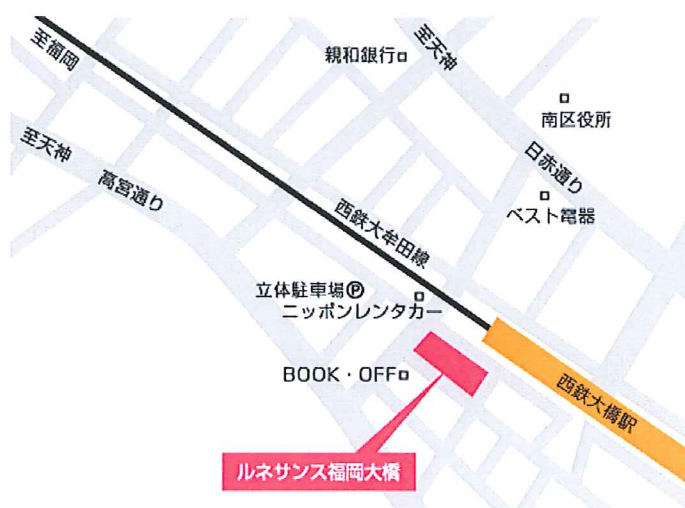 至福岡
親和銀行
至天神
南区役所
至天神
高宮通り
日赤通り
ベスト電器
西鉄大牟田線
立体駐車場Ⓟ
ニッポンレンタカー
BOOK・OFF
西鉄大橋駅
ルネサンス福岡大橋